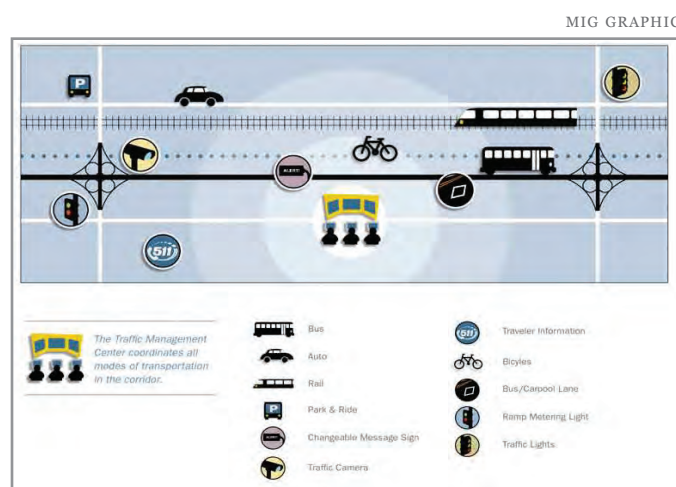 MIG GRAPHIC
P
ALERT!
511
The Traffic Management
Center coordinates all
modes of transportation
in the corridor.
Bus
Auto
Rail
P
Park & Ride
ALERT!
Changeable Message Sign
Traffic Camera
511
Traveler Information
Bicyles
Bus/Carpool Lane
Ramp Metering Light
Traffic Lights